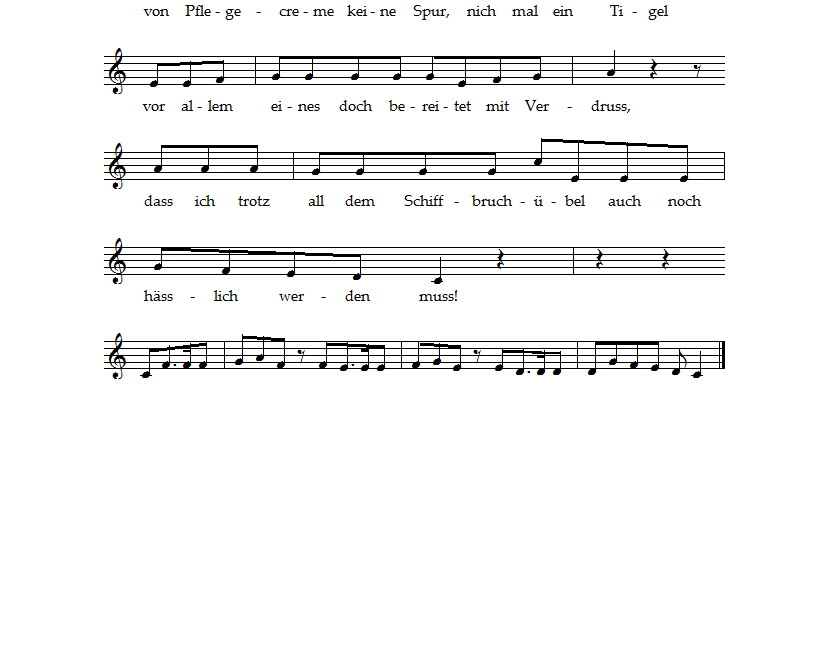 von Pfle - ge - cre - me kei - ne Spur, nich mal ein Ti - gel
vor al - lem ei - nes doch be - rei - tet mit Ver - druss,
dass ich trotz all dem Schiff - bruch - ü - bel auch noch
häss - lich wer - den muss!